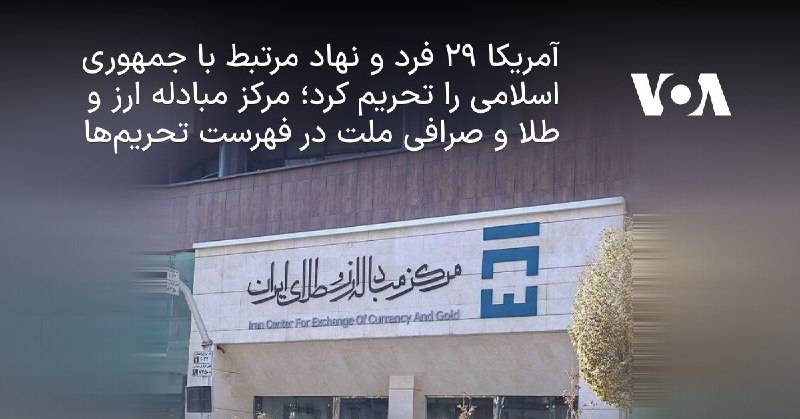 آمریکا ۲۹ فرد و نهاد مرتبط با جمهوری
اسلامی را تحریم کرد؛ مرکز مبادله ارز و
طلا و صرافی ملت در فهرست تحریم‌ها
VOA
مرکز مبادله ارز و طلای ایران
Iran Center For Exchange Of Currency And Gold
ICE